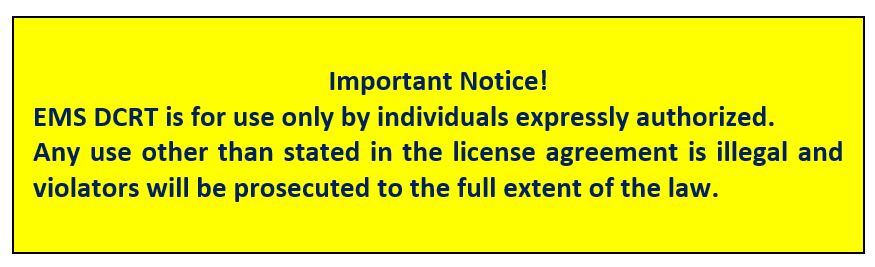 Important Notice!
EMS DCRT is for use only by individuals expressly authorized.
Any use other than stated in the license agreement is illegal and
violators will be prosecuted to the full extent of the law.